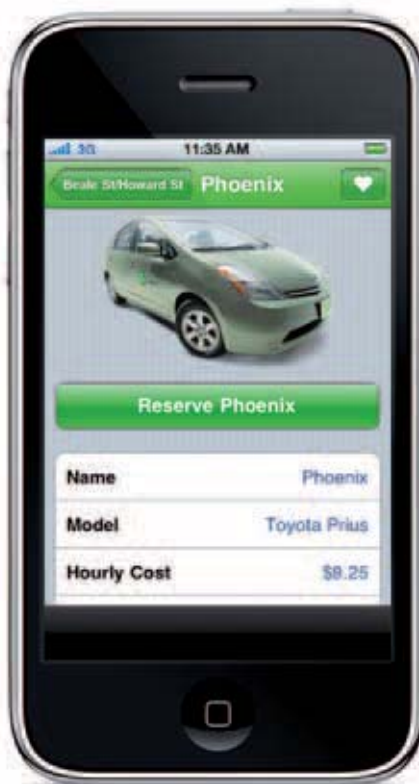 3G 11:35 AM
Beale St/Howard St Phoenix
Reserve Phoenix
Name Phoenix
Model Toyota Prius
Hourly Cost $8.25